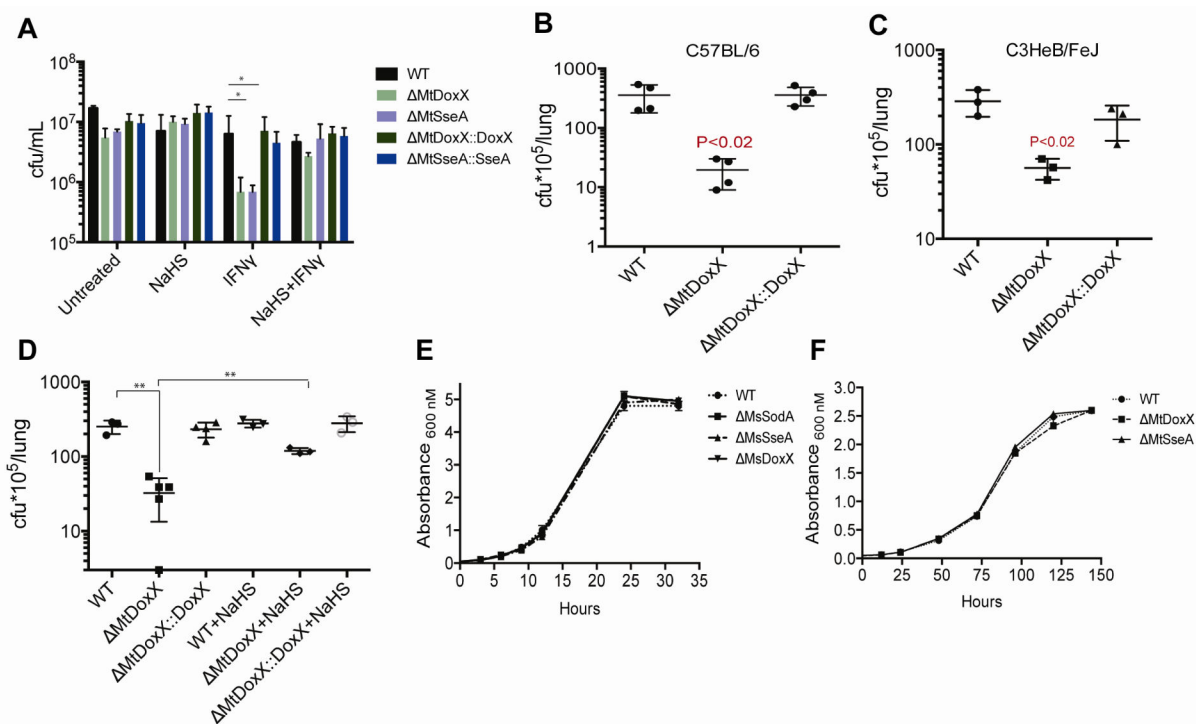 A
cfu/mL
10^8
10^7
10^6
10^5
Untreated
NaHS
IFNγ
NaHS+IFNγ
*
*
WT
ΔMtDoxX
ΔMtSseA
ΔMtDoxX::DoxX
ΔMtSseA::SseA
B
C57BL/6
cfu*10^5/lung
1000
100
10
1
P<0.02
WT
ΔMtDoxX
ΔMtDoxX::DoxX
C
C3HeB/FeJ
cfu*10^5/lung
1000
100
10
P<0.02
WT
ΔMtDoxX
ΔMtDoxX::DoxX
D
cfu*10^5/lung
1000
100
10
**
**
WT
ΔMtDoxX
ΔMtDoxX::DoxX
WT+NaHS
ΔMtDoxX+NaHS
ΔMtDoxX::DoxX+NaHS
E
Absorbance 600 nM
5
4
3
2
1
0
0 5 10 15 20 25 30 35
Hours
WT
ΔMsSodA
ΔMsSseA
ΔMsDoxX
F
Absorbance 600 nM
3.0
2.5
2.0
1.5
1.0
0.5
0.0
0 25 50 75 100 125 150
Hours
WT
ΔMtDoxX
ΔMtSseA